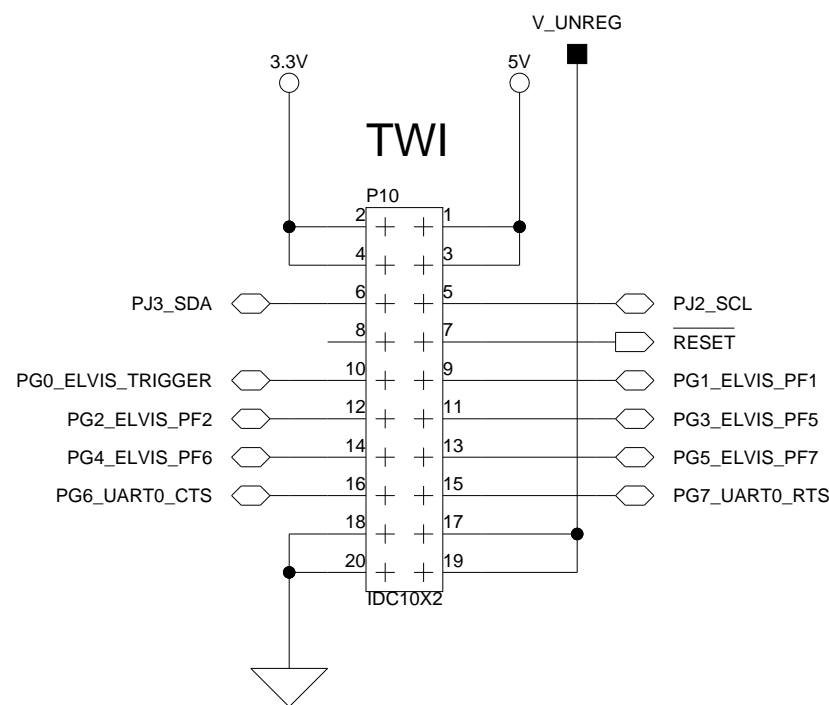 V_UNREG
3.3V 5V
TWI
P10
2 1
4 3
PJ3_SDA 6 5 PJ2_SCL
8 7 RESET
PG0_ELVIS_TRIGGER 10 9 PG1_ELVIS_PF1
PG2_ELVIS_PF2 12 11 PG3_ELVIS_PF5
PG4_ELVIS_PF6 14 13 PG5_ELVIS_PF7
PG6_UART0_CTS 16 15 PG7_UART0_RTS
18 17
20 19
IDC10X2